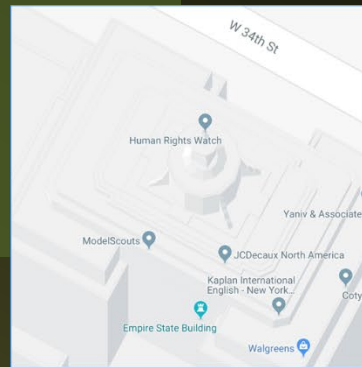 W 34th St
Human Rights Watch
Yaniv & Associate
ModelScouts
JCDecaux North America
Kaplan International
English - New York...
Coty
Empire State Building
Walgreens